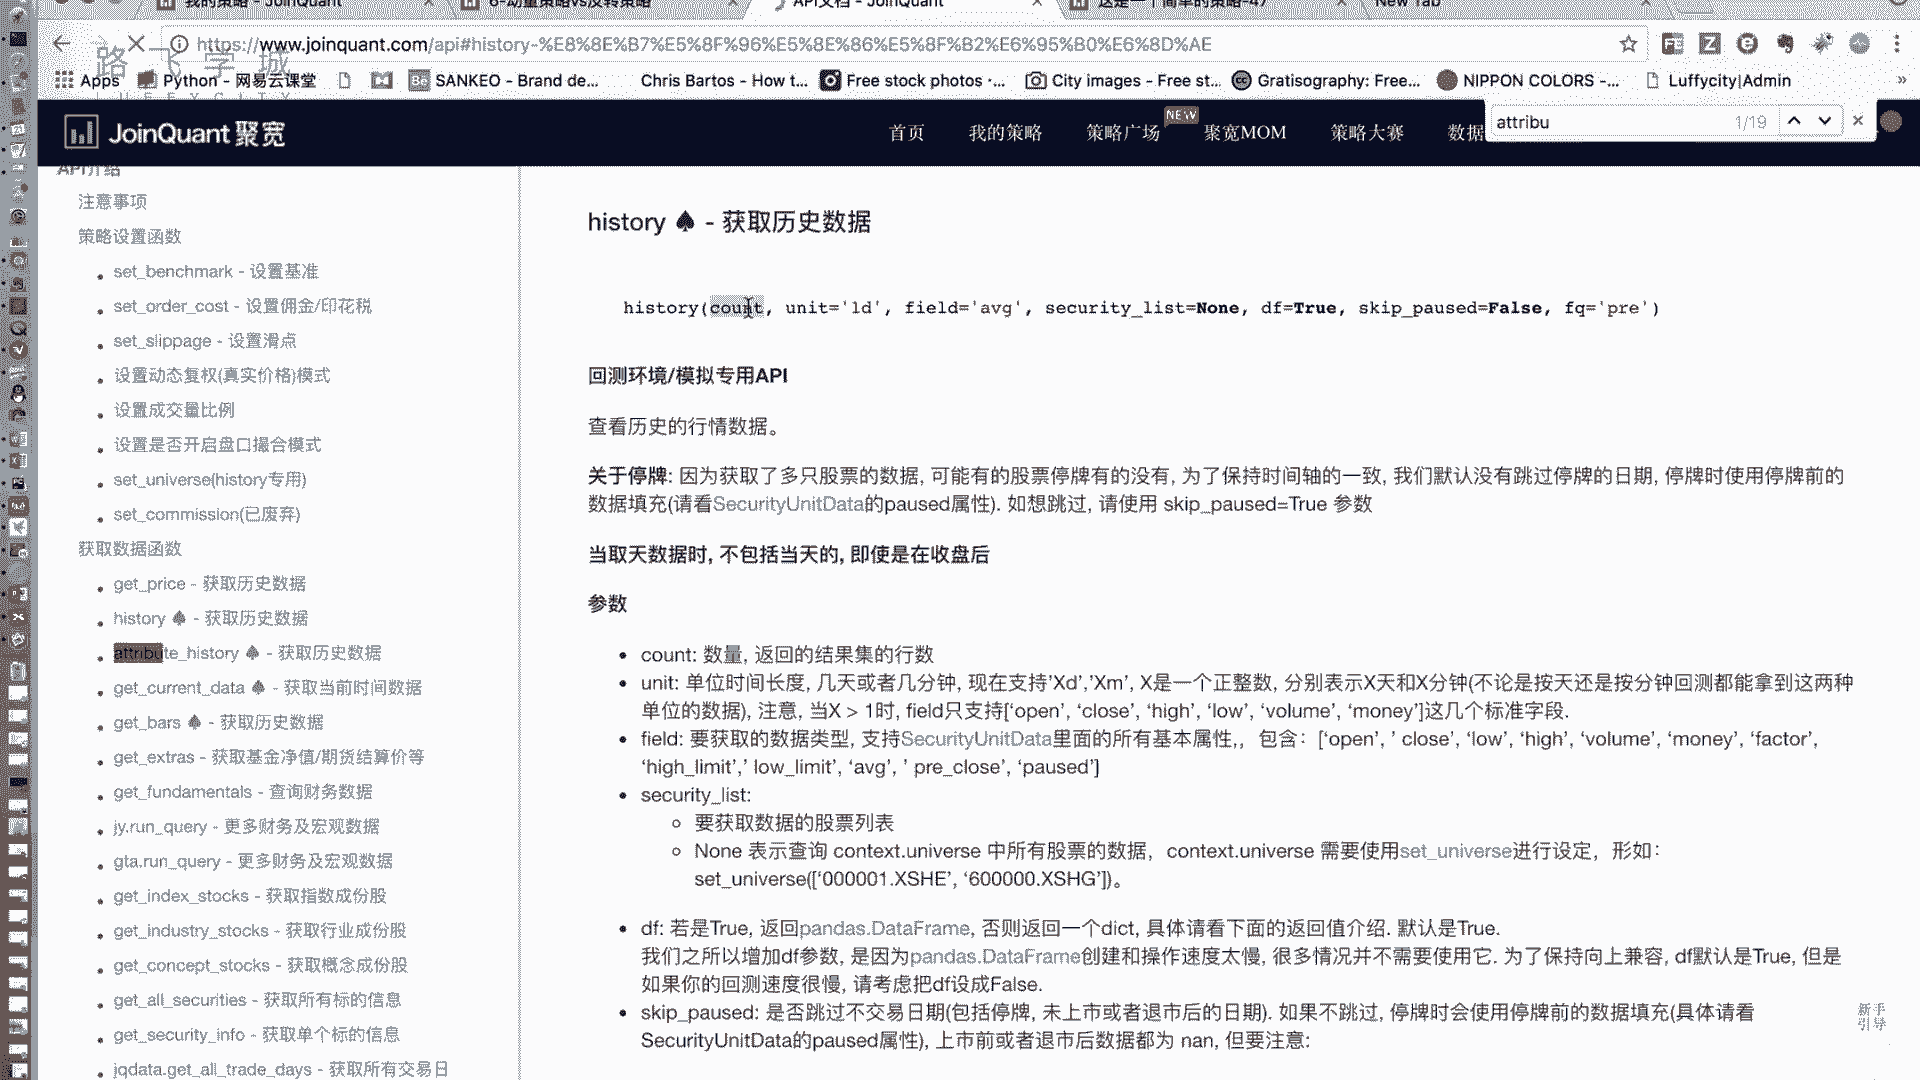 我的策略 - JoinQuant
6-动量策略vs反转策略
API文档 - JoinQuant
这是一个简单的策略-47
New Tab
https://www.joinquant.com/api#history-%E8%8E%B7%E5%8F%96%E5%8E%86%E5%8F%B2%E6%95%B0%E6%8D%AE
路飞学城
LUFFYCITY
Apps
Python - 网易云课堂
SANKEO - Brand de...
Chris Bartos - How t...
Free stock photos ·...
City images - Free st...
Gratisography: Free...
NIPPON COLORS -...
Luffycity|Admin
»
attribu
1/19
JoinQuant 聚宽
首页
我的策略
策略广场
NEW
聚宽MOM
策略大赛
数据
API介绍
注意事项
策略设置函数
set_benchmark - 设置基准
set_order_cost - 设置佣金/印花税
set_slippage - 设置滑点
设置动态复权(真实价格)模式
设置成交量比例
设置是否开启盘口撮合模式
set_universe(history专用)
set_commission(已废弃)
获取数据函数
get_price - 获取历史数据
history ♠ - 获取历史数据
attribute_history ♠ - 获取历史数据
get_current_data ♠ - 获取当前时间数据
get_bars ♠ - 获取历史数据
get_extras - 获取基金净值/期货结算价等
get_fundamentals - 查询财务数据
jy.run_query - 更多财务及宏观数据
gta.run_query - 更多财务及宏观数据
get_index_stocks - 获取指数成份股
get_industry_stocks - 获取行业成份股
get_concept_stocks - 获取概念成份股
get_all_securities - 获取所有标的信息
get_security_info - 获取单个标的信息
jqdata.get_all_trade_days - 获取所有交易日
history ♠ - 获取历史数据
history(count, unit='1d', field='avg', security_list=None, df=True, skip_paused=False, fq='pre')
回测环境/模拟专用API
查看历史的行情数据。
关于停牌: 因为获取了多只股票的数据, 可能有的股票停牌有的没有, 为了保持时间轴的一致, 我们默认没有跳过停牌的日期, 停牌时使用停牌前的
数据填充(请看SecurityUnitData的paused属性). 如想跳过, 请使用 skip_paused=True 参数
当取天数据时, 不包括当天的, 即使是在收盘后
参数
count: 数量, 返回的结果集的行数
unit: 单位时间长度, 几天或者几分钟, 现在支持’Xd’,’Xm’, X是一个正整数, 分别表示X天和X分钟(不论是按天还是按分钟回测都能拿到这两种
单位的数据), 注意, 当X > 1时, field只支持[‘open’, ‘close’, ‘high’, ‘low’, ‘volume’, ‘money’]这几个标准字段.
field: 要获取的数据类型, 支持SecurityUnitData里面的所有基本属性,，包含：[‘open’, ’ close’, ‘low’, ‘high’, ‘volume’, ‘money’, ‘factor’,
‘high_limit’,’ low_limit’, ‘avg’, ’ pre_close’, ‘paused’]
security_list:
要获取数据的股票列表
None 表示查询 context.universe 中所有股票的数据，context.universe 需要使用set_universe进行设定，形如：
set_universe([‘000001.XSHE’, ‘600000.XSHG’])。
df: 若是True, 返回pandas.DataFrame, 否则返回一个dict, 具体请看下面的返回值介绍. 默认是True.
我们之所以增加df参数, 是因为pandas.DataFrame创建和操作速度太慢, 很多情况并不需要使用它. 为了保持向上兼容, df默认是True, 但是
如果你的回测速度很慢, 请考虑把df设成False.
skip_paused: 是否跳过不交易日期(包括停牌, 未上市或者退市后的日期). 如果不跳过, 停牌时会使用停牌前的数据填充(具体请看
SecurityUnitData的paused属性), 上市前或者退市后数据都为 nan, 但要注意:
新手
引导